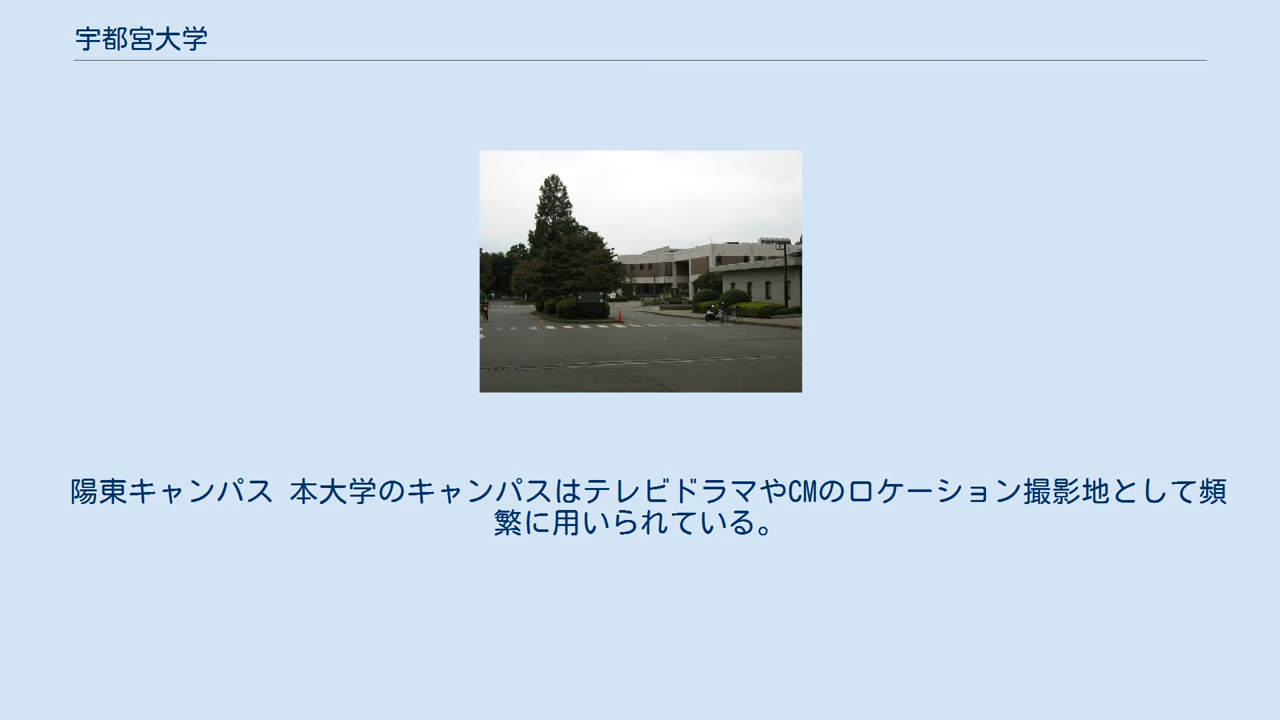 宇都宮大学
陽東キャンパス 本大学のキャンパスはテレビドラマやCMのロケーション撮影地として頻
繁に用いられている。